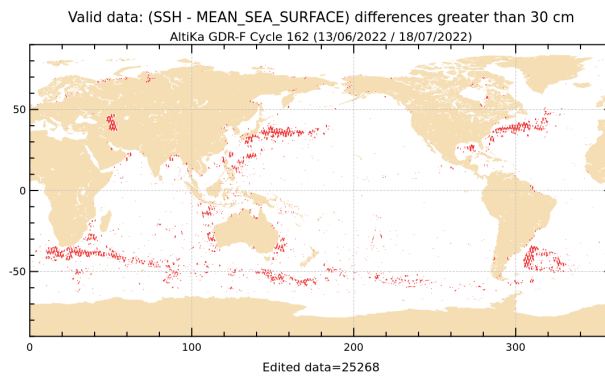 Valid data: (SSH - MEAN_SEA_SURFACE) differences greater than 30 cm
AltiKa GDR-F Cycle 162 (13/06/2022 / 18/07/2022)
50
0
-50
0 100 200 300
Edited data=25268